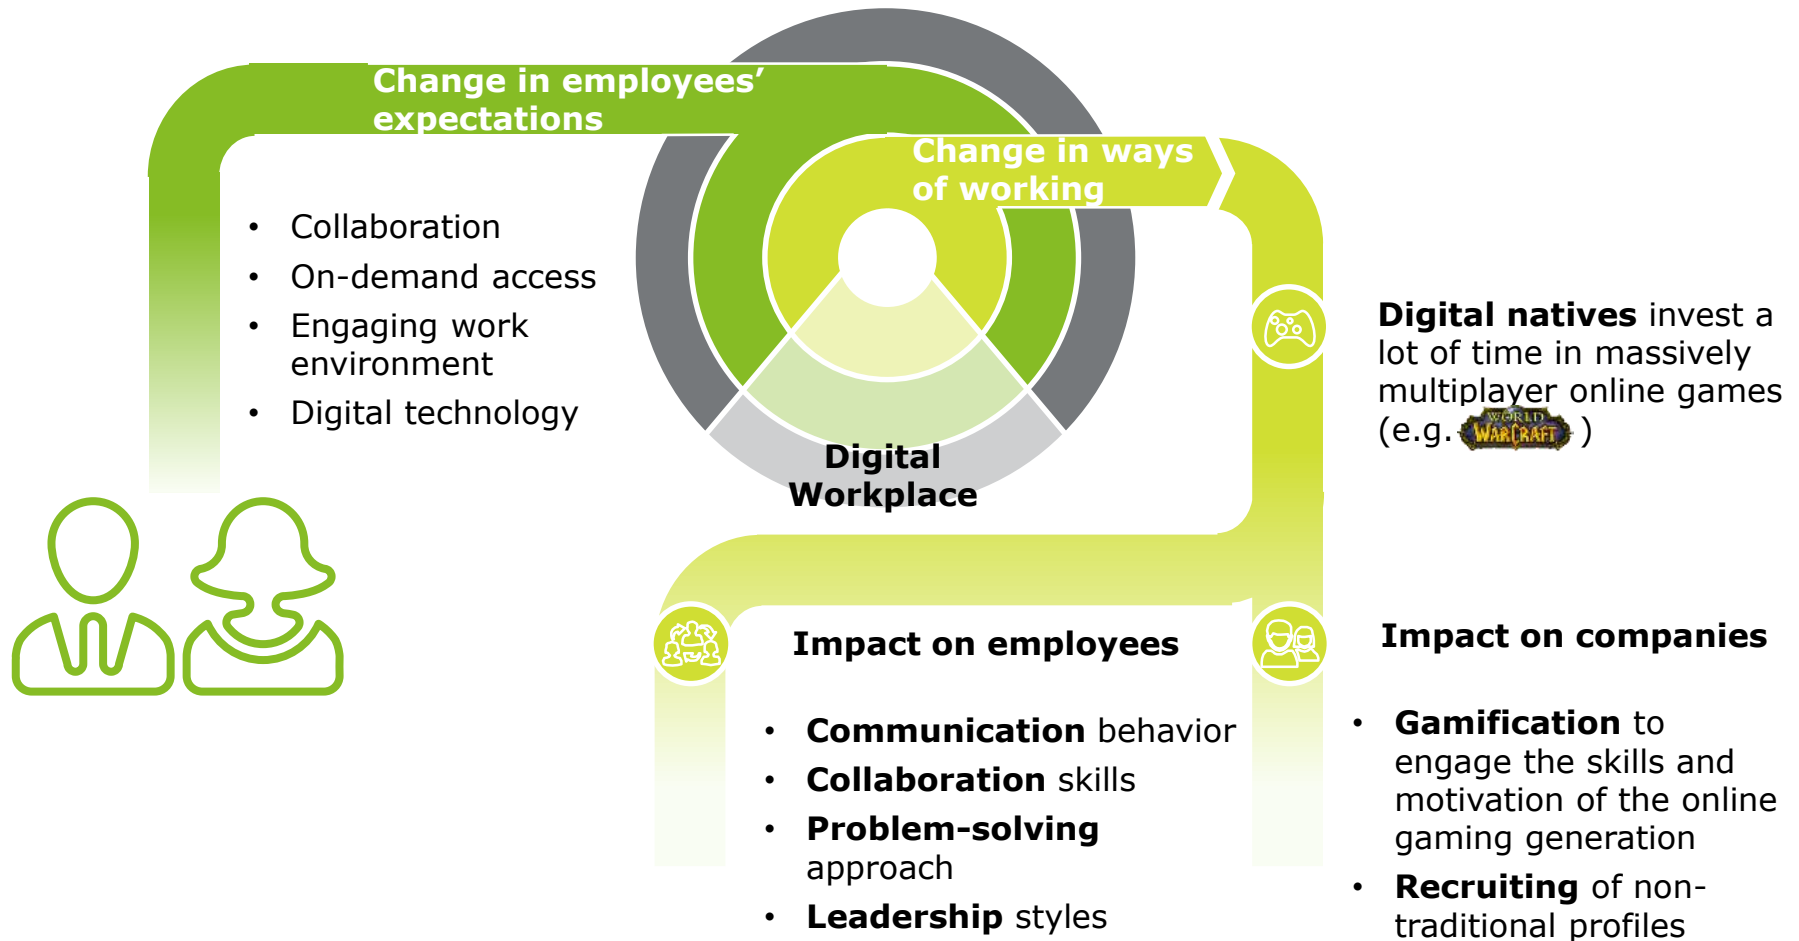 Change in employees’
expectations
Change in ways
of working
• Collaboration
• On-demand access
• Engaging work
environment
• Digital technology
Digital
Workplace
Digital natives invest a
lot of time in massively
multiplayer online games
(e.g. WORLD WARCRAFT )
Impact on employees
• Communication behavior
• Collaboration skills
• Problem-solving
approach
• Leadership styles
Impact on companies
• Gamification to
engage the skills and
motivation of the online
gaming generation
• Recruiting of non-
traditional profiles